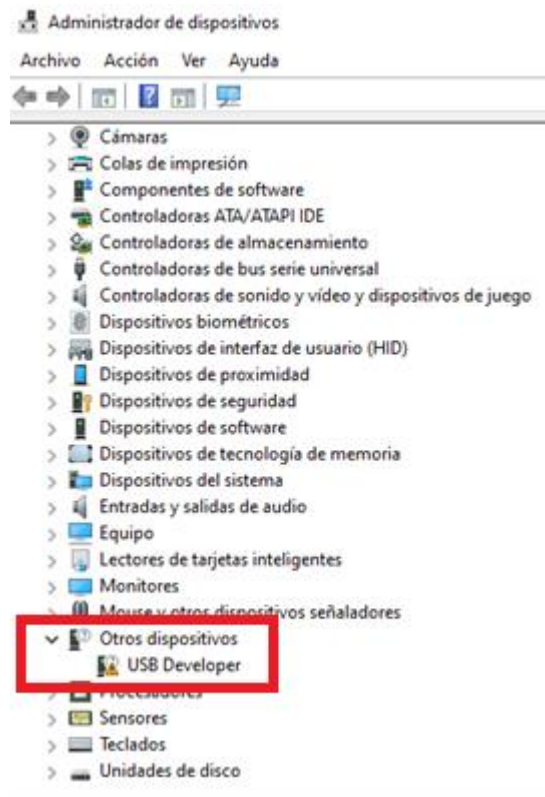 Administrador de dispositivos
Archivo Acción Ver Ayuda
Cámaras
Colas de impresión
Componentes de software
Controladoras ATA/ATAPI IDE
Controladoras de almacenamiento
Controladoras de bus serie universal
Controladoras de sonido y vídeo y dispositivos de juego
Dispositivos biométricos
Dispositivos de interfaz de usuario (HID)
Dispositivos de proximidad
Dispositivos de seguridad
Dispositivos de software
Dispositivos de tecnología de memoria
Dispositivos del sistema
Entradas y salidas de audio
Equipo
Lectores de tarjetas inteligentes
Monitores
Mouse y otros dispositivos señaladores
Otros dispositivos
USB Developer
Procesadores
Sensores
Teclados
Unidades de disco